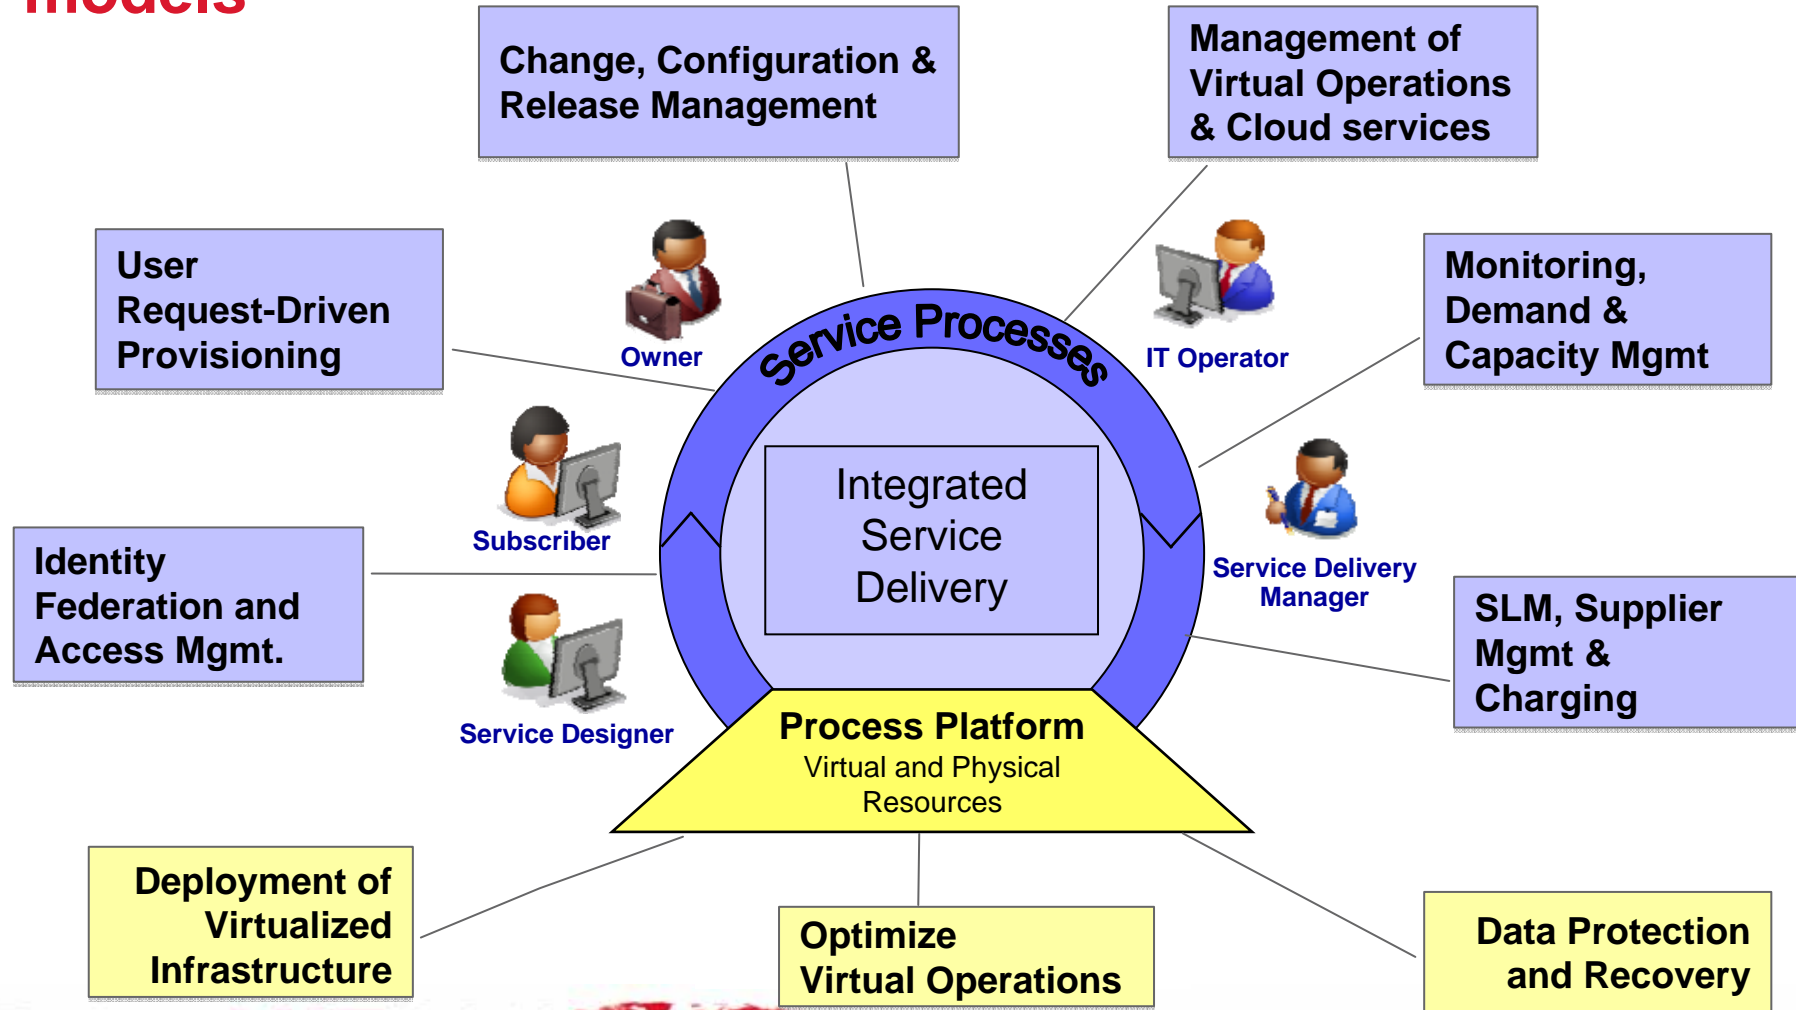 models
Change, Configuration &
Release Management
Management of
Virtual Operations
& Cloud services
User
Request-Driven
Provisioning
Owner
Service Processes
IT Operator
Monitoring,
Demand &
Capacity Mgmt
Subscriber
Integrated
Service
Delivery
Service Delivery
Manager
Identity
Federation and
Access Mgmt.
SLM, Supplier
Mgmt &
Charging
Service Designer
Process Platform
Virtual and Physical
Resources
Deployment of
Virtualized
Infrastructure
Optimize
Virtual Operations
Data Protection
and Recovery